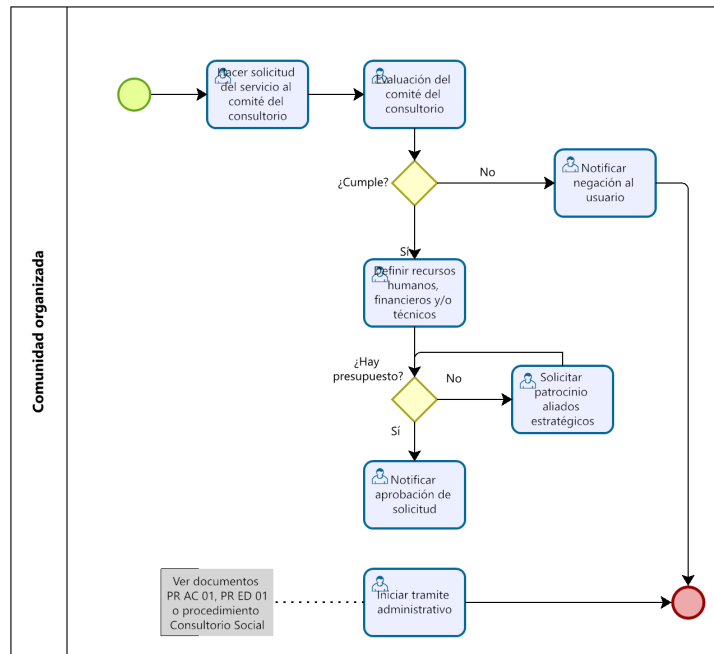 Comunidad organizada
Hacer solicitud
del servicio al
comité del
consultorio
Evaluación del
comité del
consultorio
¿Cumple?
No
Notificar
negación al
usuario
Sí
Definir recursos
humanos,
financieros y/o
técnicos
¿Hay
presupuesto?
No
Solicitar
patrocinio
aliados
estratégicos
Sí
Notificar
aprobación de
solicitud
Ver documentos
PR AC 01, PR ED 01
o procedimiento
Consultorio Social
Iniciar tramite
administrativo